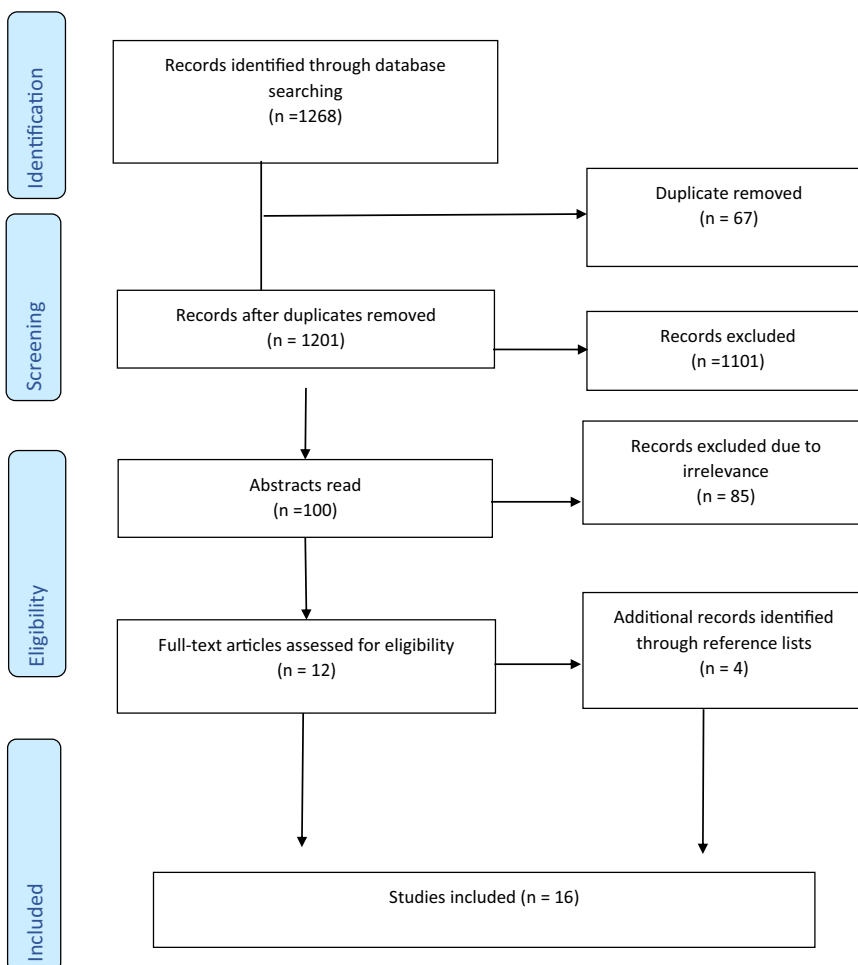 Identification
Records identified through database
searching
(n =1268)
Duplicate removed
(n = 67)
Screening
Records after duplicates removed
(n = 1201)
Records excluded
(n =1101)
Eligibility
Abstracts read
(n =100)
Records excluded due to
irrelevance
(n = 85)
Full-text articles assessed for eligibility
(n = 12)
Additional records identified
through reference lists
(n = 4)
Included
Studies included (n = 16)